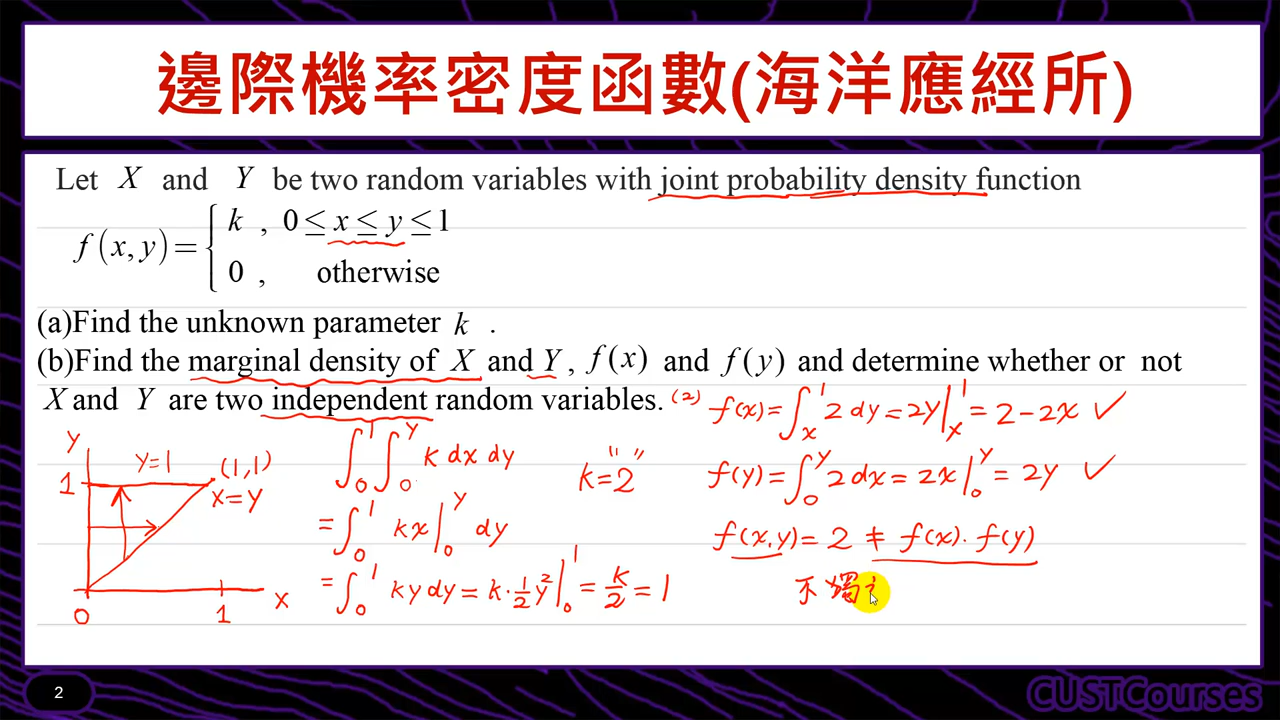 邊際機率密度函數(海洋應經所)
Let X and Y be two random variables with joint probability density function
f(x,y)= { k , 0≤x≤y≤1
0 , otherwise
(a)Find the unknown parameter k .
(b)Find the marginal density of X and Y, f(x) and f(y) and determine whether or not
X and Y are two independent random variables.
Y
1
y=1
(1,1)
x=y
0
1
X
∫₀¹∫₀ʸ k dx dy
=∫₀¹ kx|₀ʸ dy
=∫₀¹ ky dy = k·1/2 y²|₀¹ = k/2 = 1
k=2
(2) f(x)=∫ₓ¹ 2 dy = 2y|ₓ¹ = 2-2x ✓
f(y)=∫₀ʸ 2 dx = 2x|₀ʸ = 2y ✓
f(x,y)= 2 ≠ f(x)·f(y)
不獨
2
CUSTCourses